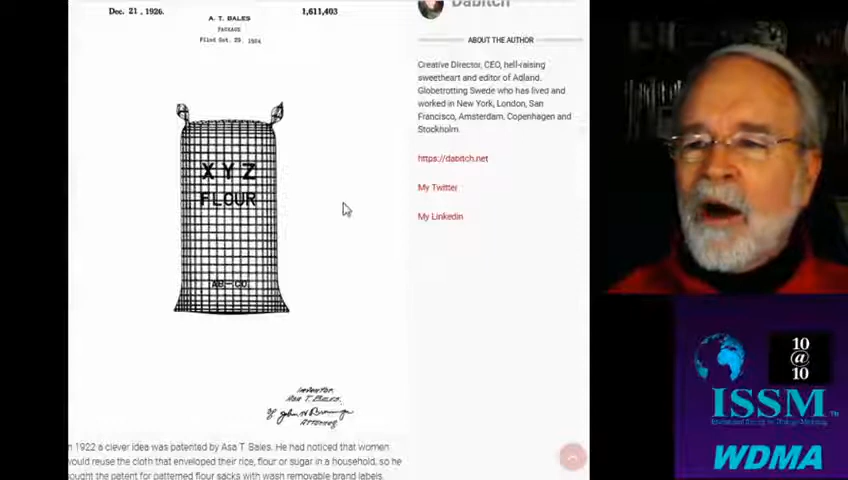 Dec. 21, 1926.
1,611,403
A. T. BALES
PACKAGE
Filed Oct. 29, 1924
XYZ
FLOUR
AB-CO.
INVENTOR
ASA T. BALES.
ATTORNEY
n 1922 a clever idea was patented by Asa T Bales. He had noticed that women
vould reuse the cloth that enveloped their rice, flour or sugar in a household, so he
ought the patent for patterned flour sacks with wash removable brand labels.
Dabitch
ABOUT THE AUTHOR
Creative Director, CEO, hell-raising
sweetheart and editor of Adland.
Globetrotting Swede who has lived and
worked in New York, London, San
Francisco, Amsterdam, Copenhagen and
Stockholm.
https://dabitch.net
My Twitter
My Linkedin
10
@
10
ISSM
WDMA